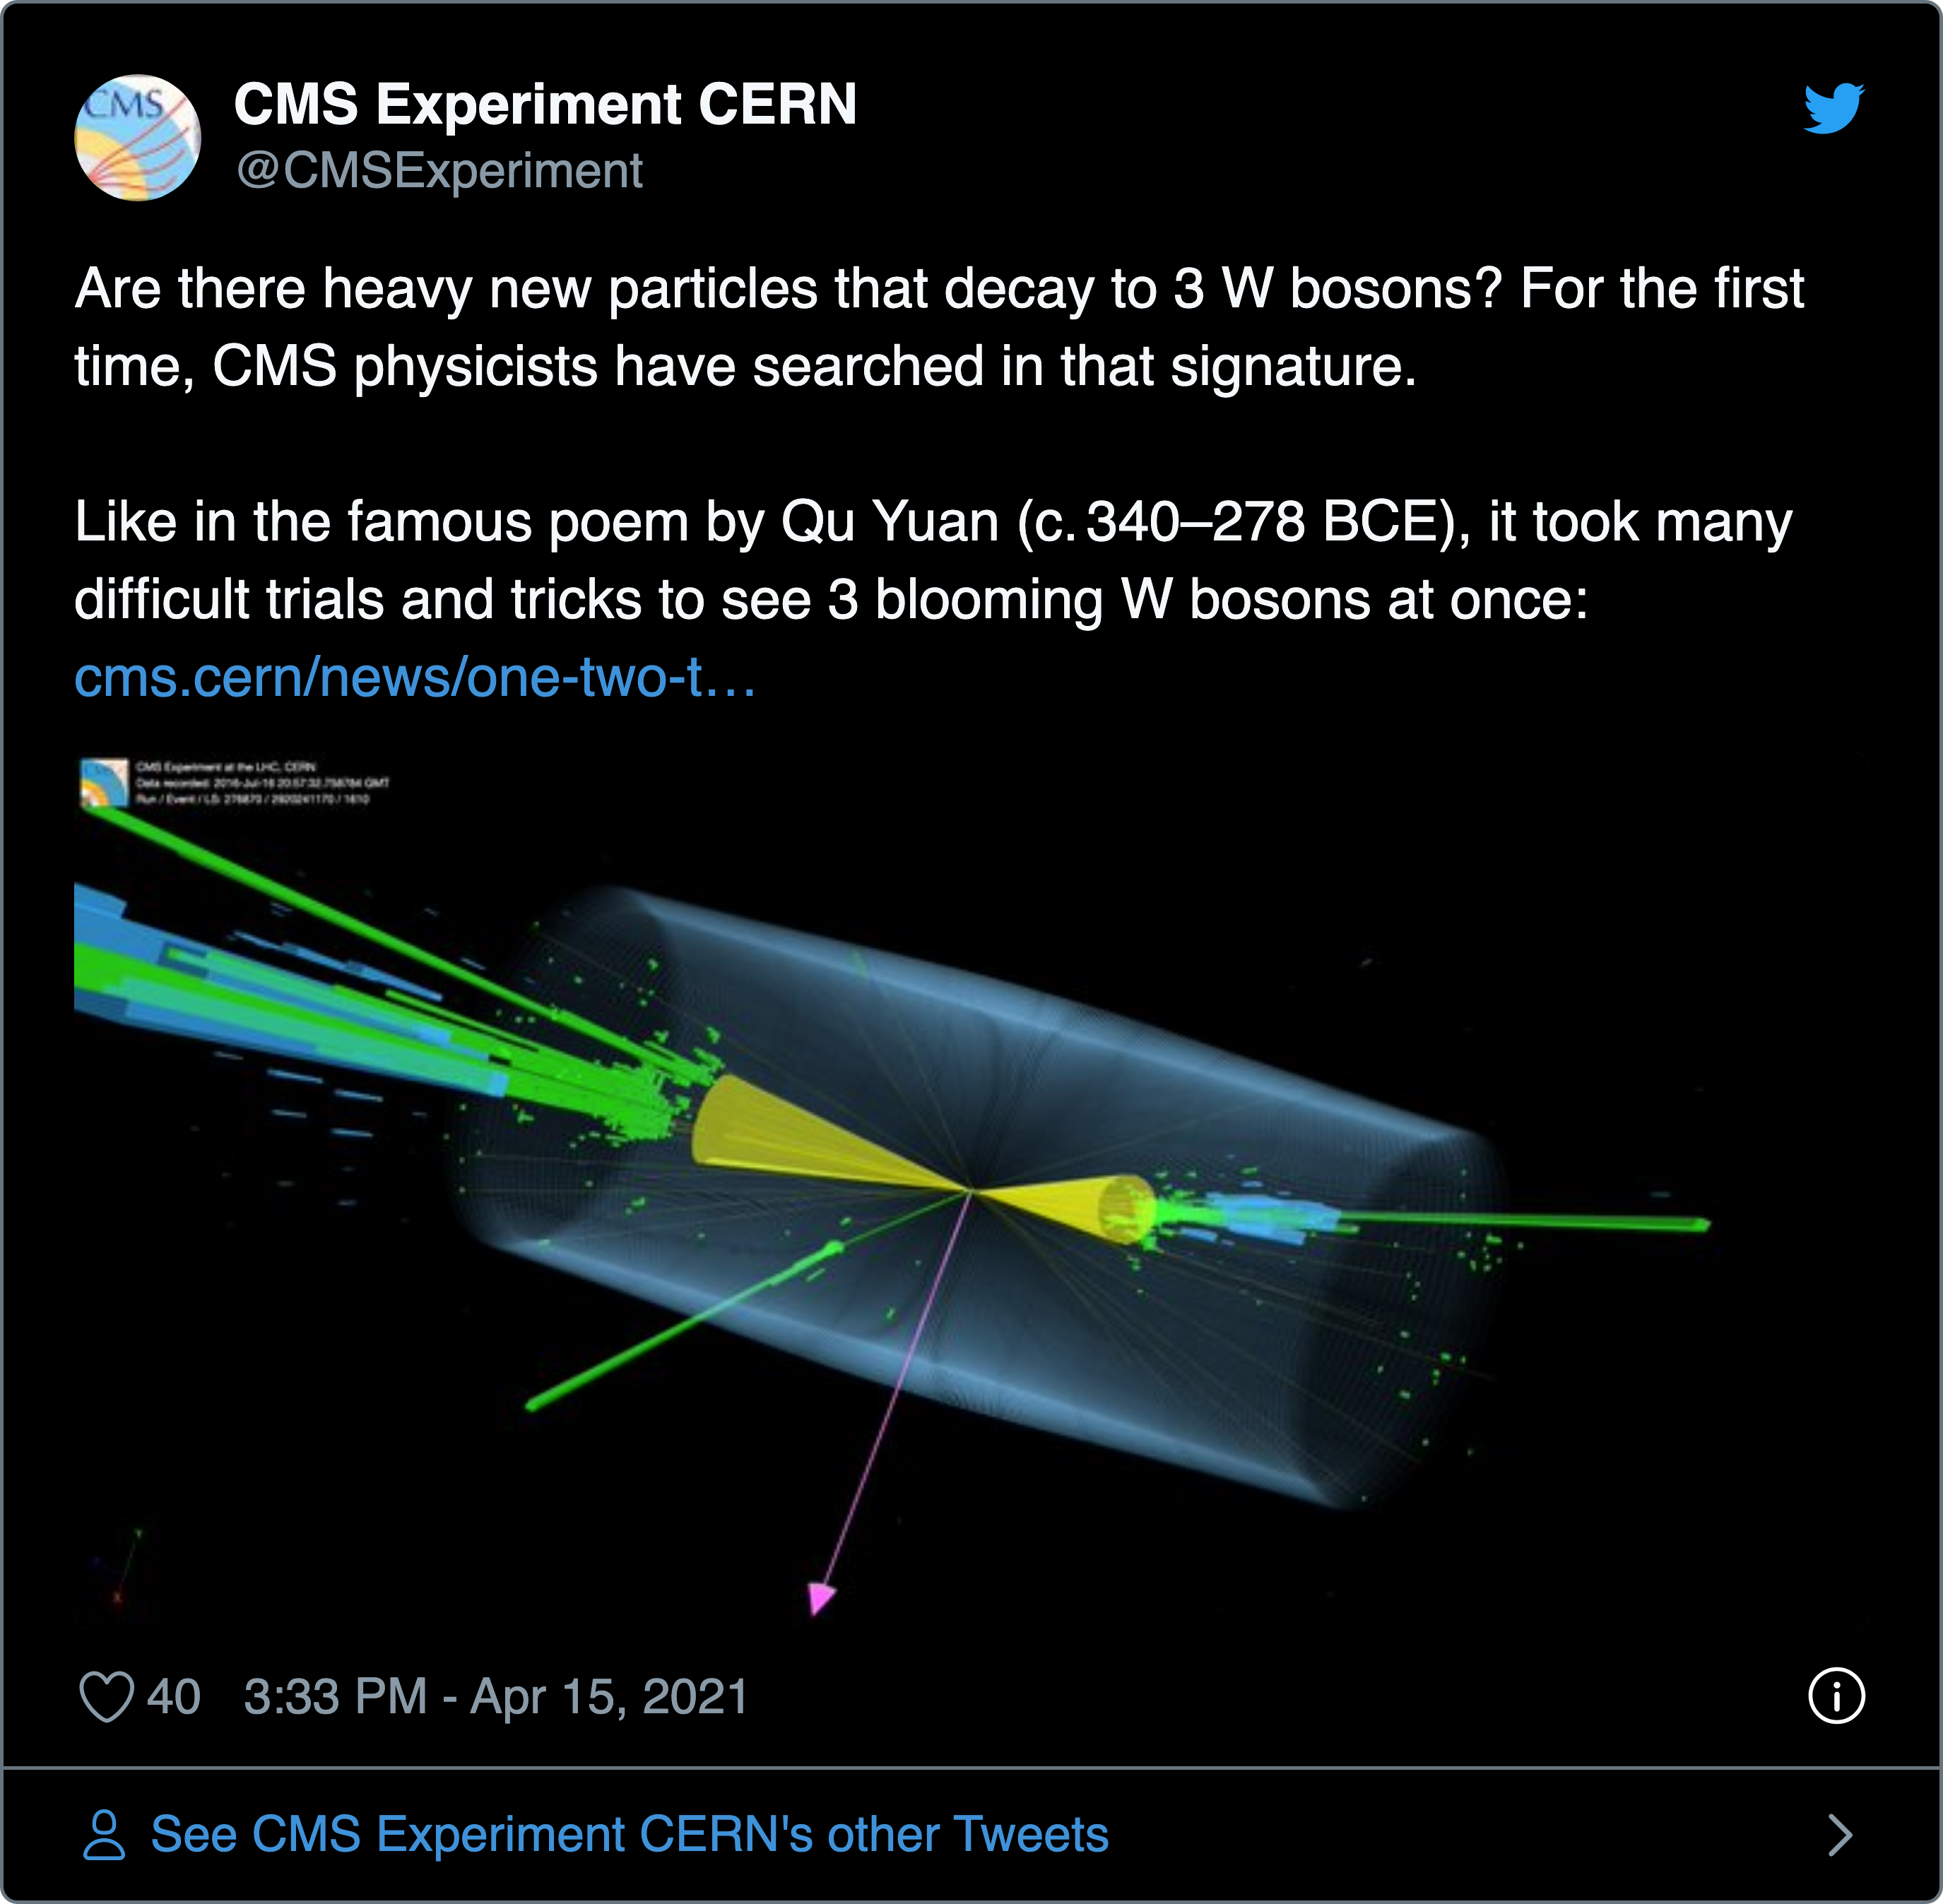 CMS
CMS Experiment CERN
@CMSExperiment
Are there heavy new particles that decay to 3 W bosons? For the first
time, CMS physicists have searched in that signature.
Like in the famous poem by Qu Yuan (c. 340–278 BCE), it took many
difficult trials and tricks to see 3 blooming W bosons at once:
cms.cern/news/one-two-t…
CMS Experiment at the LHC, CERN
Data recorded: 2016-Jul-16 20:57:32.758784 GMT
Run / Event / LS: 276870 / / 1610
Y
X
40 3:33 PM - Apr 15, 2021
See CMS Experiment CERN's other Tweets